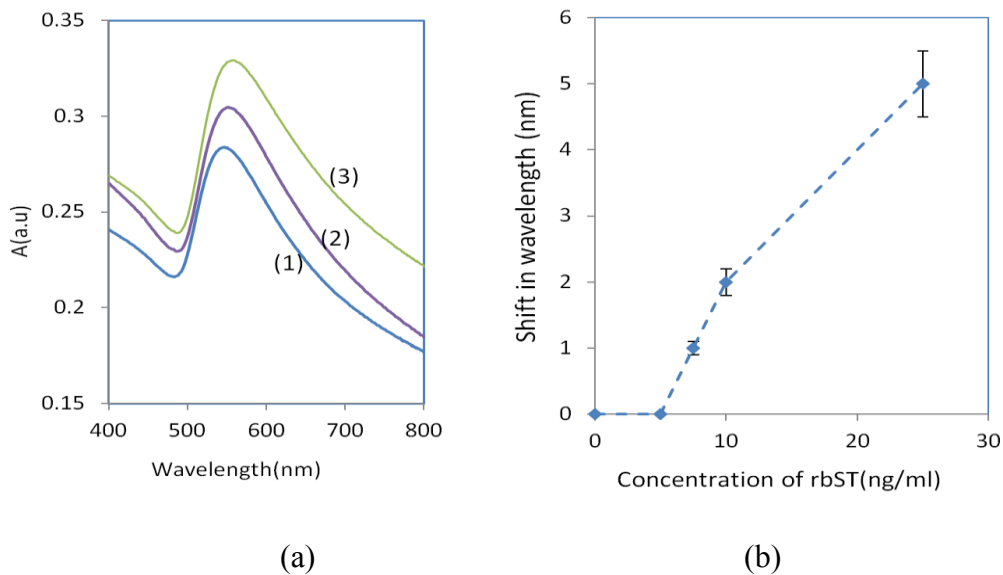 0.35
0.3
0.25
0.2
0.15
A(a.u)
(3)
(2)
(1)
400 500 600 700 800
Wavelength(nm)
(a)
6
5
4
3
2
1
0
Shift in wavelength (nm)
0 10 20 30
Concentration of rbST(ng/ml)
(b)